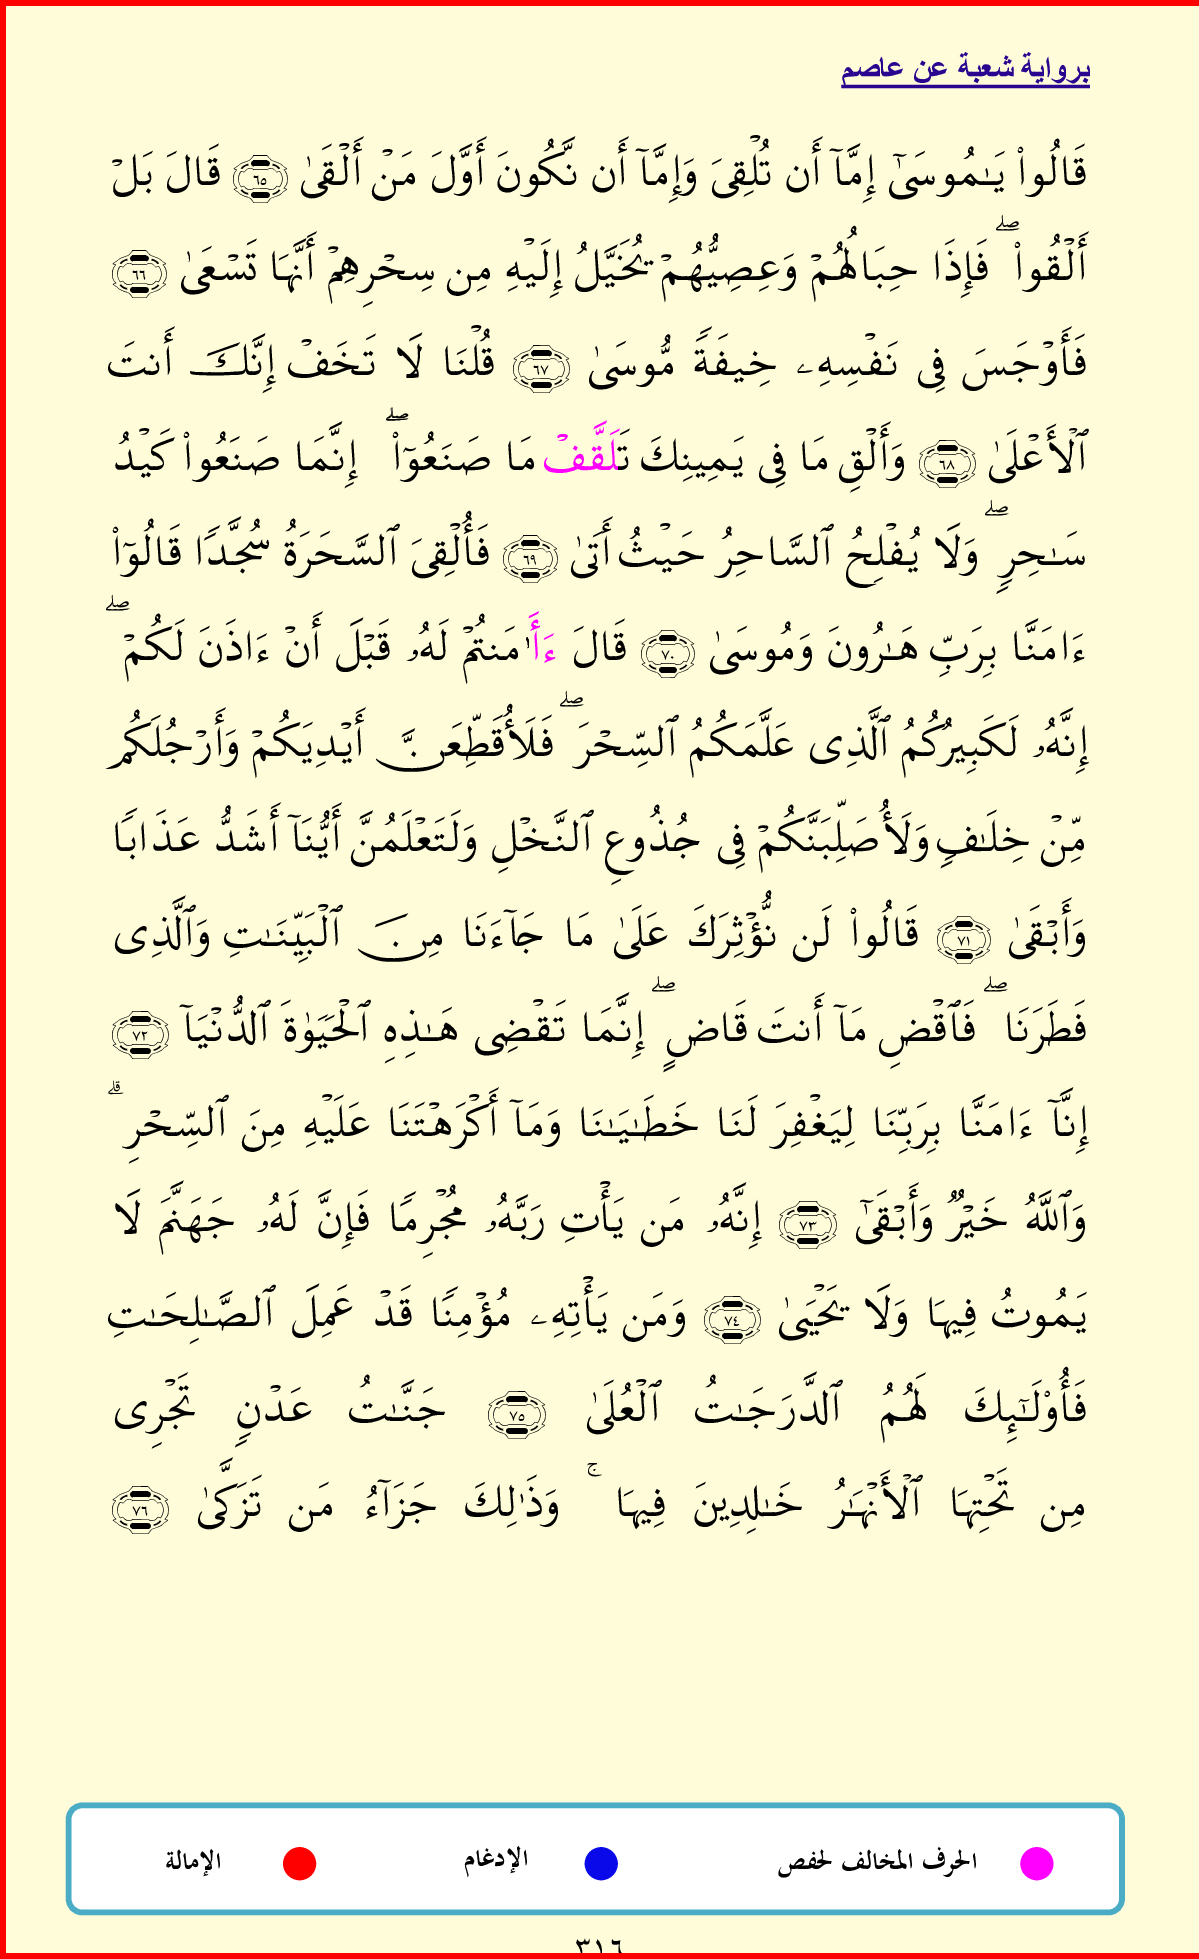 برواية شعبة عن عاصم
قَالُوا۟ يَـٰمُوسَىٰٓ إِمَّآ أَن تُلْقِىَ وَإِمَّآ أَن نَّكُونَ أَوَّلَ مَنْ أَلْقَىٰ ٦٥ قَالَ بَلْ
أَلْقُوا۟ ۖ فَإِذَا حِبَالُهُمْ وَعِصِيُّهُمْ يُخَيَّلُ إِلَيْهِ مِن سِحْرِهِمْ أَنَّهَا تَسْعَىٰ ٦٦
فَأَوْجَسَ فِى نَفْسِهِۦ خِيفَةً مُّوسَىٰ ٦٧ قُلْنَا لَا تَخَفْ إِنَّكَ أَنتَ
ٱلْأَعْلَىٰ ٦٨ وَأَلْقِ مَا فِى يَمِينِكَ تَلَقَّفْ مَا صَنَعُوٓا۟ ۖ إِنَّمَا صَنَعُوا۟ كَيْدُ
سَـٰحِرٍ ۖ وَلَا يُفْلِحُ ٱلسَّاحِرُ حَيْثُ أَتَىٰ ٦٩ فَأُلْقِىَ ٱلسَّحَرَةُ سُجَّدًا قَالُوٓا۟
ءَامَنَّا بِرَبِّ هَـٰرُونَ وَمُوسَىٰ ٧٠ قَالَ ءَأَٰمَنتُمْ لَهُۥ قَبْلَ أَنْ ءَاذَنَ لَكُمْ ۖ
إِنَّهُۥ لَكَبِيرُكُمُ ٱلَّذِى عَلَّمَكُمُ ٱلسِّحْرَ ۖ فَلَأُقَطِّعَنَّ أَيْدِيَكُمْ وَأَرْجُلَكُم
مِّنْ خِلَـٰفٍ وَلَأُصَلِّبَنَّكُمْ فِى جُذُوعِ ٱلنَّخْلِ وَلَتَعْلَمُنَّ أَيُّنَآ أَشَدُّ عَذَابًا
وَأَبْقَىٰ ٧١ قَالُوا۟ لَن نُّؤْثِرَكَ عَلَىٰ مَا جَآءَنَا مِنَ ٱلْبَيِّنَـٰتِ وَٱلَّذِى
فَطَرَنَا ۖ فَٱقْضِ مَآ أَنتَ قَاضٍ ۖ إِنَّمَا تَقْضِى هَـٰذِهِ ٱلْحَيَوٰةَ ٱلدُّنْيَآ ٧٢
إِنَّآ ءَامَنَّا بِرَبِّنَا لِيَغْفِرَ لَنَا خَطَـٰيَـٰنَا وَمَآ أَكْرَهْتَنَا عَلَيْهِ مِنَ ٱلسِّحْرِ ۗ
وَٱللَّهُ خَيْرٌ وَأَبْقَىٰٓ ٧٣ إِنَّهُۥ مَن يَأْتِ رَبَّهُۥ مُجْرِمًا فَإِنَّ لَهُۥ جَهَنَّمَ لَا
يَمُوتُ فِيهَا وَلَا يَحْيَىٰ ٧٤ وَمَن يَأْتِهِۦ مُؤْمِنًا قَدْ عَمِلَ ٱلصَّـٰلِحَـٰتِ
فَأُو۟لَـٰٓئِكَ لَهُمُ ٱلدَّرَجَـٰتُ ٱلْعُلَىٰ ٧٥ جَنَّـٰتُ عَدْنٍ تَجْرِى
مِن تَحْتِهَا ٱلْأَنْهَـٰرُ خَـٰلِدِينَ فِيهَا ۚ وَذَٰلِكَ جَزَآءُ مَن تَزَكَّىٰ ٧٦
الحرف المخالف لحفص الإدغام الإمالة
٣١٦